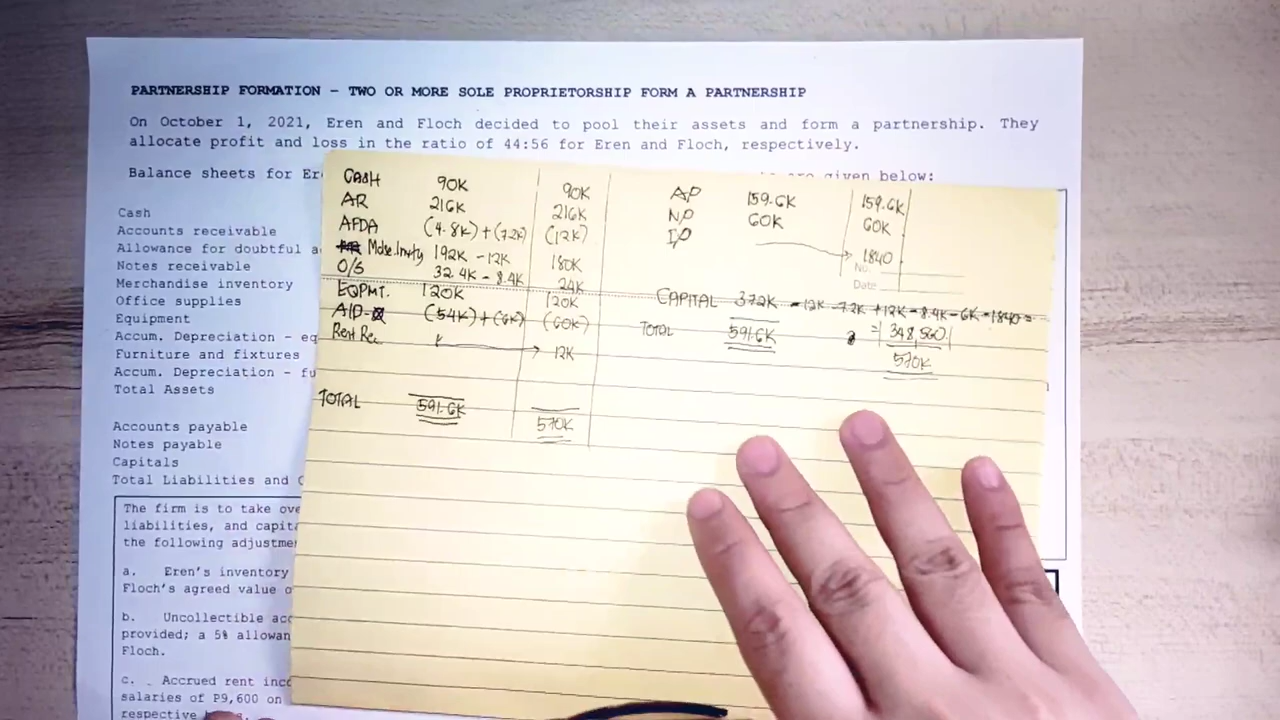 PARTNERSHIP FORMATION – TWO OR MORE SOLE PROPRIETORSHIP FORM A PARTNERSHIP
On October 1, 2021, Eren and Floch decided to pool their assets and form a partnership. They
allocate profit and loss in the ratio of 44:56 for Eren and Floch, respectively.
Balance sheets for Er are given below:
Cash
Accounts receivable
Allowance for doubtful a
Notes receivable
Merchandise inventory
Office supplies
Equipment
Accum. Depreciation - eq
Furniture and fixtures
Accum. Depreciation - fu
Total Assets
Accounts payable
Notes payable
Capitals
Total Liabilities and C
The firm is to take ove
liabilities, and capita
the following adjustme
a. Eren's inventory
Floch's agreed value o
b. Uncollectible acc
provided; a 5% allowan
Floch.
c. Accrued rent inc
salaries of P9,600 on
respective
CASH 90K 90K
AR 216K 216K
AFDA (4.8K) + (7.2K) (12K)
Mdse. Invty 192K - 12K 180K
O/S 32.4K - 8.4K 24K
EQPMT. 120K 120K
A/D- (54K) + (6K) (60K)
Rent Rec 12K
TOTAL 591.6K 570K
AP 159.6K 159.6K
NP 60K 60K
I/P 1840
No.
Date
CAPITAL 372K - 12K - 7.2K + 12K - 8.4K - 6K - 1840 =
TOTAL 591.6K = 348,560
570K